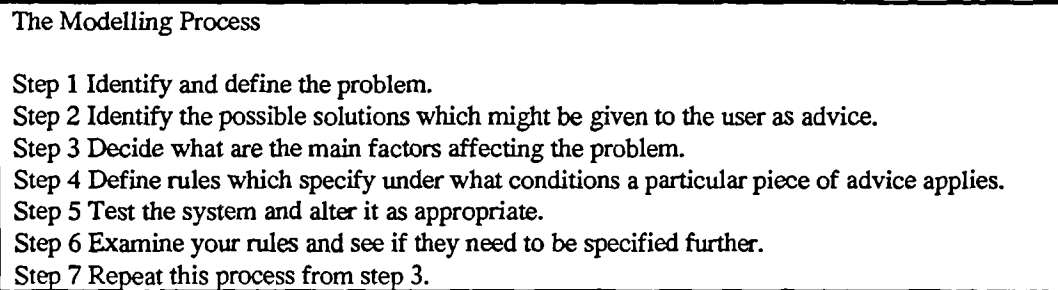 The Modelling Process
Step 1 Identify and define the problem.
Step 2 Identify the possible solutions which might be given to the user as advice.
Step 3 Decide what are the main factors affecting the problem.
Step 4 Define rules which specify under what conditions a particular piece of advice applies.
Step 5 Test the system and alter it as appropriate.
Step 6 Examine your rules and see if they need to be specified further.
Step 7 Repeat this process from step 3.